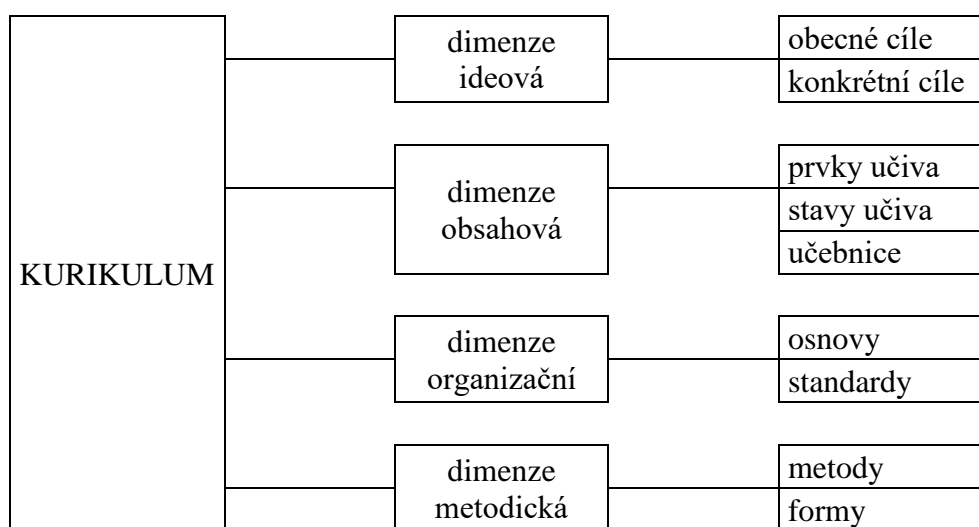 KURIKULUM
dimenze
ideová
obecné cíle
konkrétní cíle
dimenze
obsahová
prvky učiva
stavy učiva
učebnice
dimenze
organizační
osnovy
standardy
dimenze
metodická
metody
formy